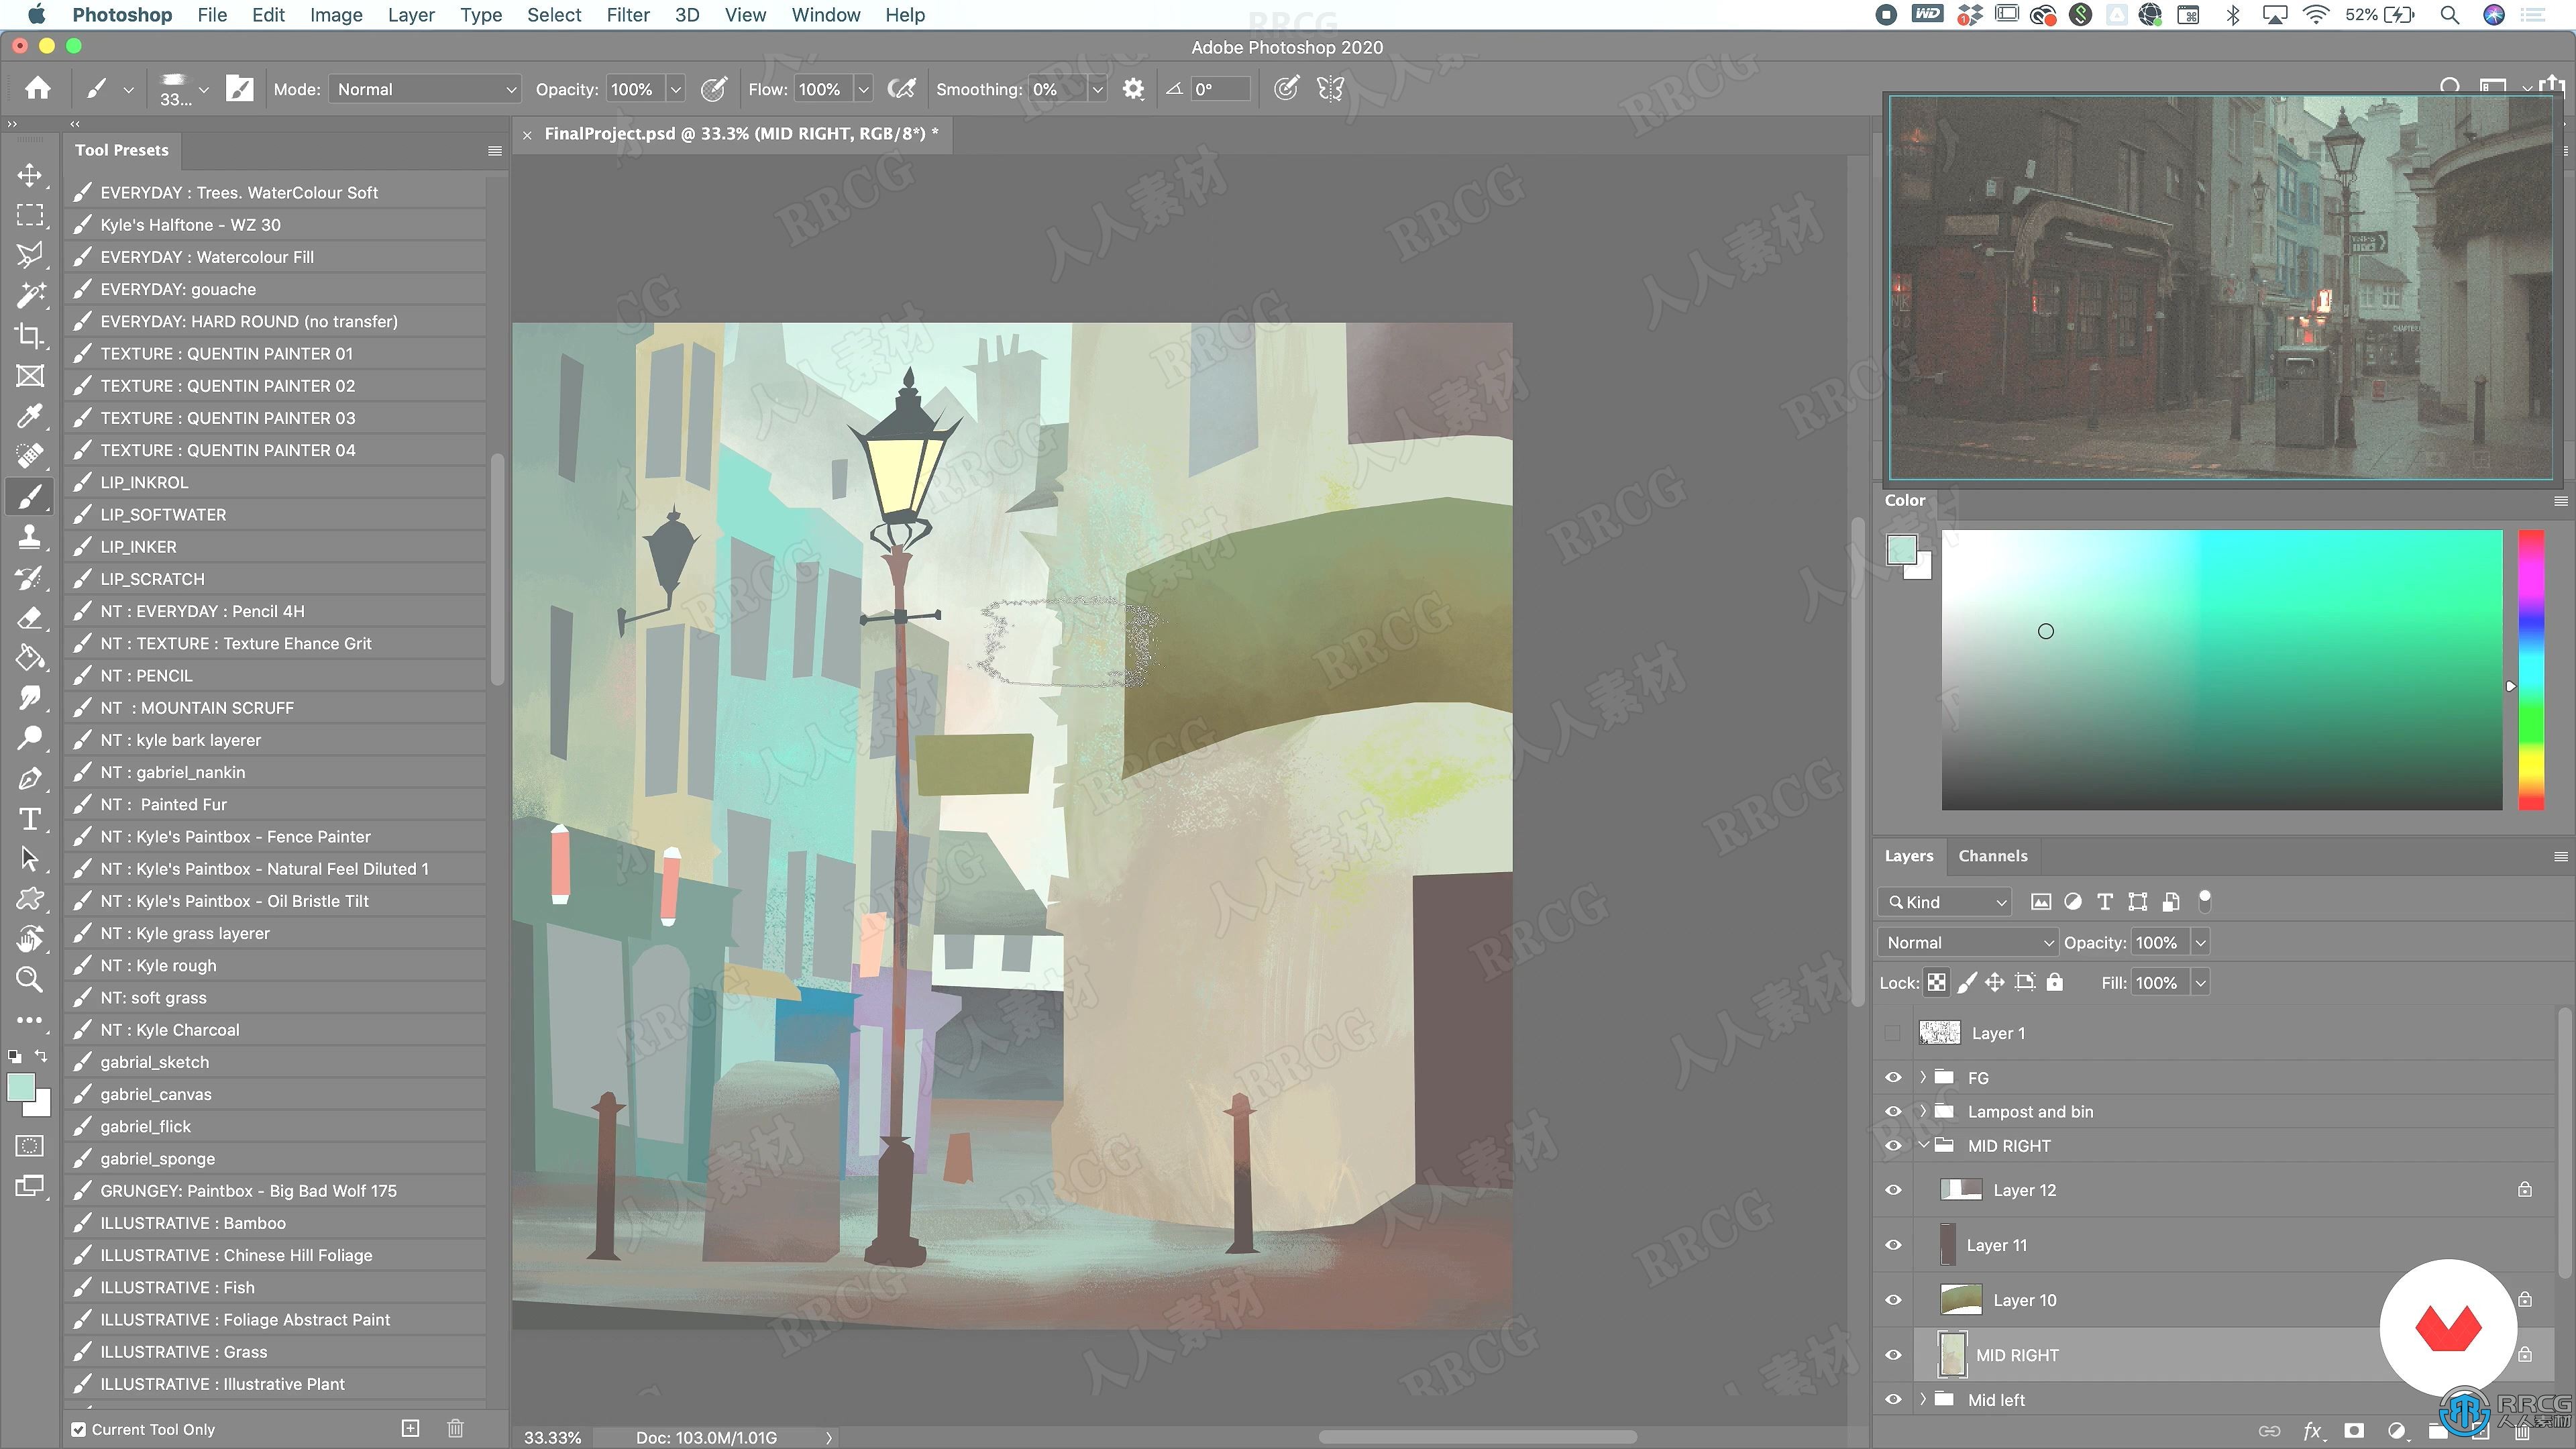 Photoshop File Edit Image Layer Type Select Filter 3D View Window Help 52%
Adobe Photoshop 2020
33... Mode: Normal Opacity: 100% Flow: 100% Smoothing: 0% 0°
FinalProject.psd @ 33.3% (MID RIGHT, RGB/8*) *
Tool Presets
EVERYDAY : Trees. WaterColour Soft
Kyle's Halftone - WZ 30
EVERYDAY : Watercolour Fill
EVERYDAY: gouache
EVERYDAY: HARD ROUND (no transfer)
TEXTURE : QUENTIN PAINTER 01
TEXTURE : QUENTIN PAINTER 02
TEXTURE : QUENTIN PAINTER 03
TEXTURE : QUENTIN PAINTER 04
LIP_INKROL
LIP_SOFTWATER
LIP_INKER
LIP_SCRATCH
NT : EVERYDAY : Pencil 4H
NT : TEXTURE : Texture Ehance Grit
NT : PENCIL
NT : MOUNTAIN SCRUFF
NT : kyle bark layerer
NT : gabriel_nankin
NT : Painted Fur
NT : Kyle's Paintbox - Fence Painter
NT : Kyle's Paintbox - Natural Feel Diluted 1
NT : Kyle's Paintbox - Oil Bristle Tilt
NT : Kyle grass layerer
NT : Kyle rough
NT: soft grass
NT : Kyle Charcoal
gabrial_sketch
gabriel_canvas
gabriel_flick
gabriel_sponge
GRUNGEY: Paintbox - Big Bad Wolf 175
ILLUSTRATIVE : Bamboo
ILLUSTRATIVE : Chinese Hill Foliage
ILLUSTRATIVE : Fish
ILLUSTRATIVE : Foliage Abstract Paint
ILLUSTRATIVE : Grass
ILLUSTRATIVE : Illustrative Plant
Current Tool Only
33.33% Doc: 103.0M/1.01G
Color
Layers Channels
Kind
Normal Opacity: 100%
Lock: Fill: 100%
Layer 1
FG
Lampost and bin
MID RIGHT
Layer 12
Layer 11
Layer 10
MID RIGHT
Mid left
RRCG
人人素材